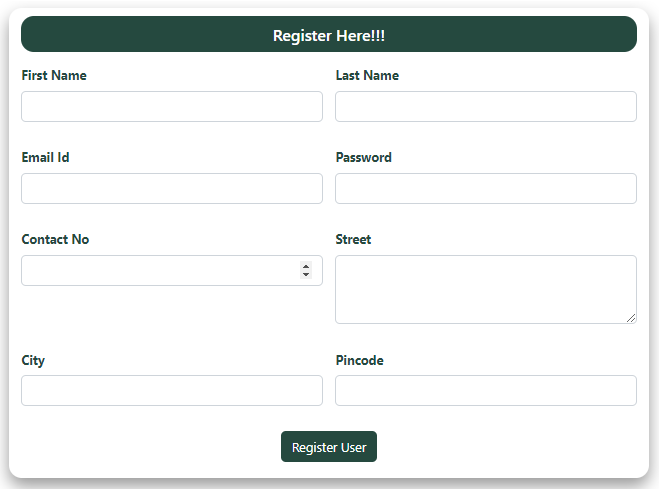 Register Here!!!
First Name
Last Name
Email Id
Password
Contact No
Street
City
Pincode
Register User